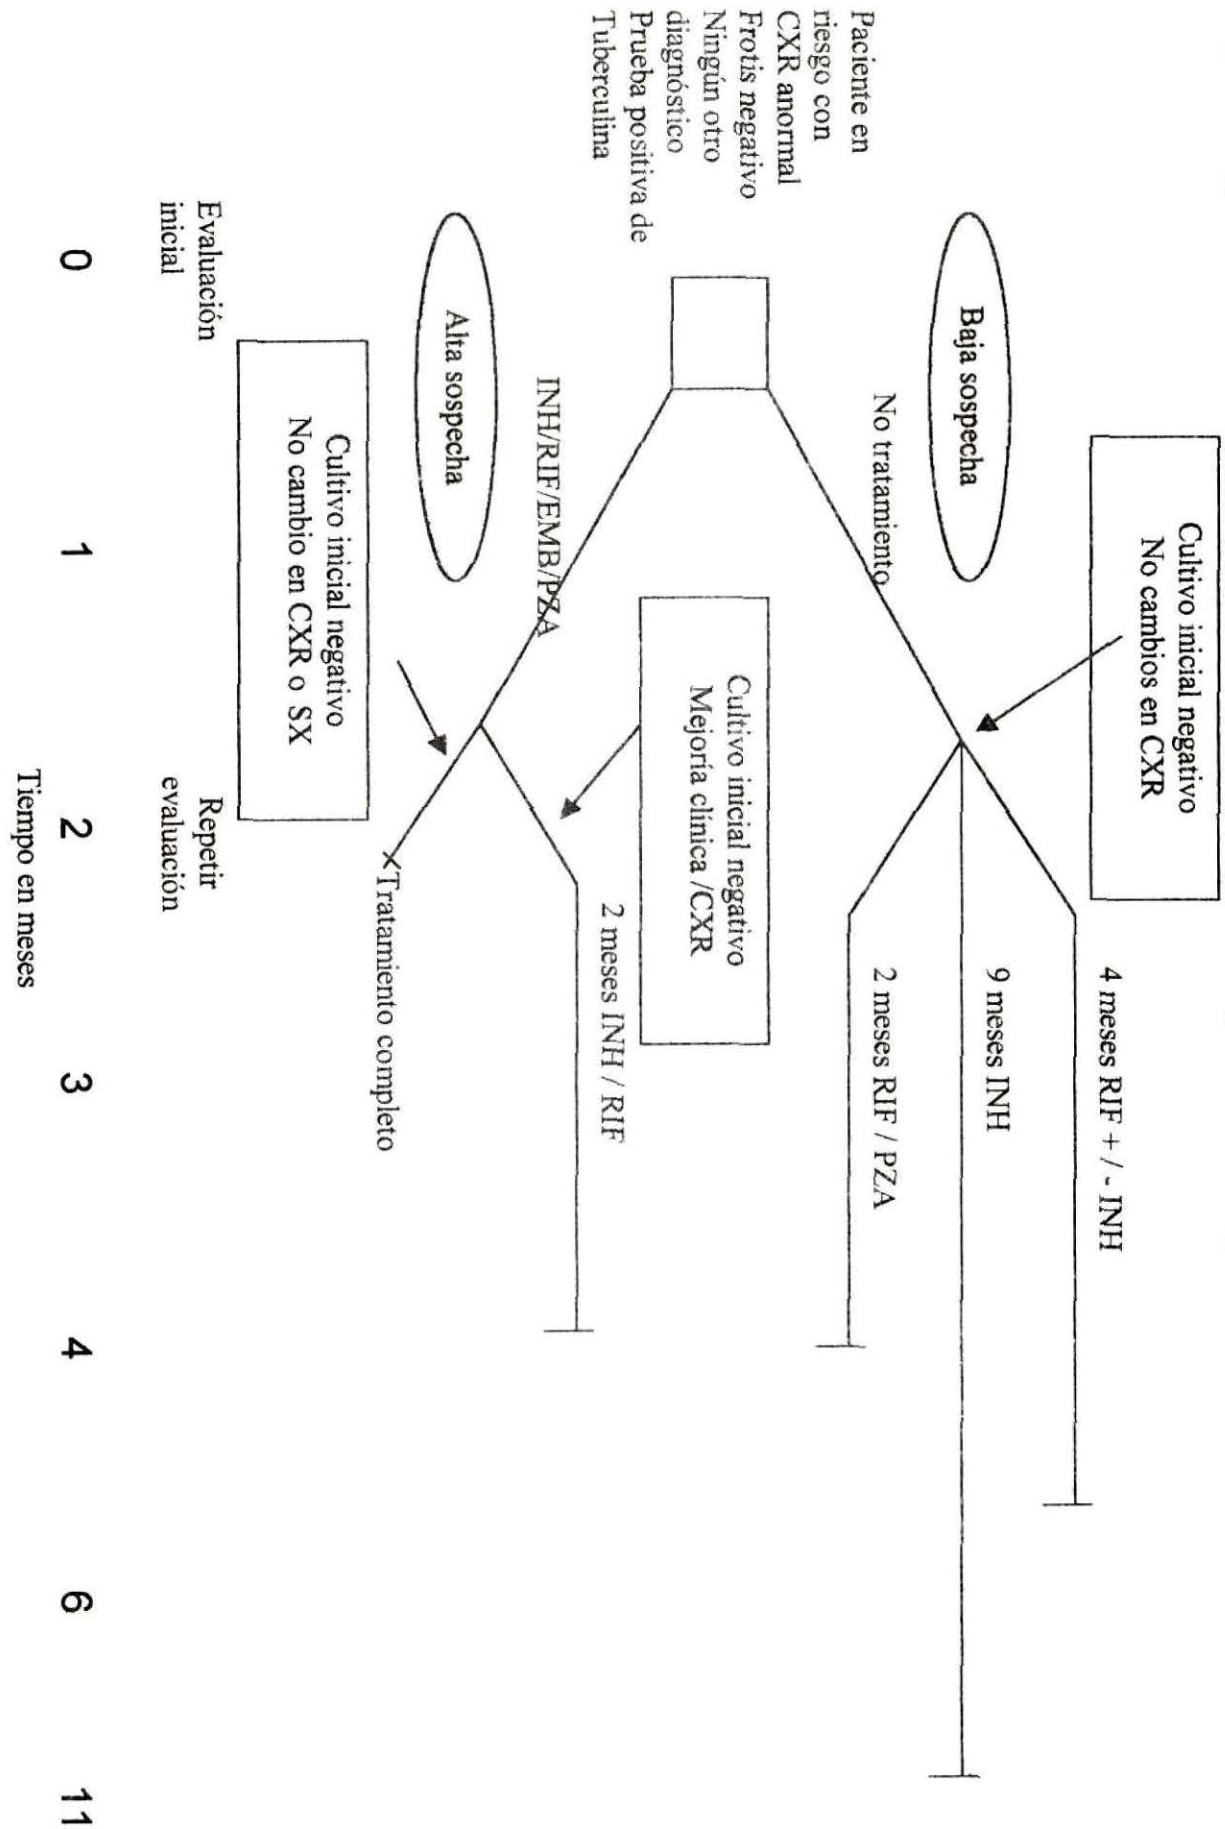 Cultivo inicial negativo
No cambios en CXR
4 meses RIF + / - INH
Baja sospecha
9 meses INH
No tratamiento
2 meses RIF / PZA
Paciente en
riesgo con
CXR anormal
Frotis negativo
Ningún otro
diagnóstico
Prueba positiva de
Tuberculina
Cultivo inicial negativo
Mejoría clínica /CXR
2 meses INH / RIF
INH/RIF/EMB/PZA
Alta sospecha
Tratamiento completo
Cultivo inicial negativo
No cambio en CXR o SX
Evaluación
inicial
Repetir
evaluación
0 1 2 3 4 6 11
Tiempo en meses